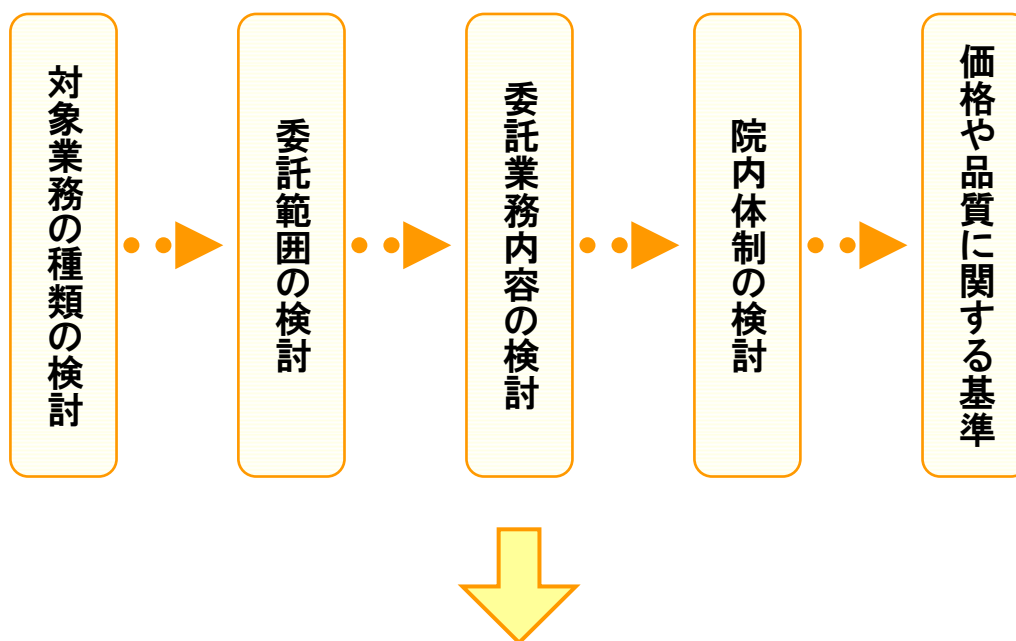 対象業務の種類の検討
委託範囲の検討
委託業務内容の検討
院内体制の検討
価格や品質に関する基準